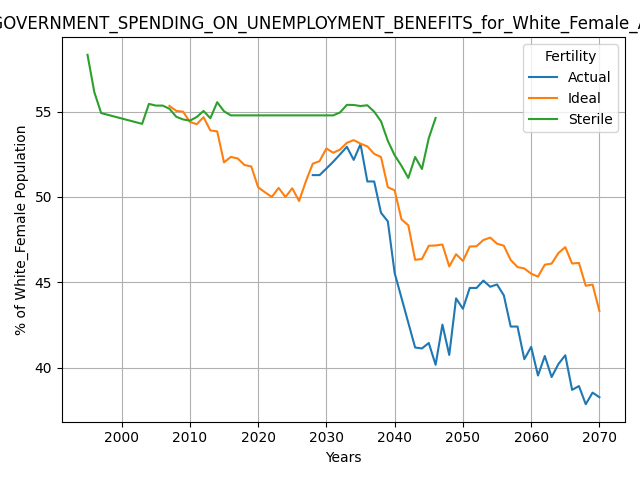 GOVERNMENT_SPENDING_ON_UNEMPLOYMENT_BENEFITS_for_White_Female_A
Fertility
Actual
Ideal
Sterile
% of White_Female Population
55
50
45
40
2000 2010 2020 2030 2040 2050 2060 2070
Years